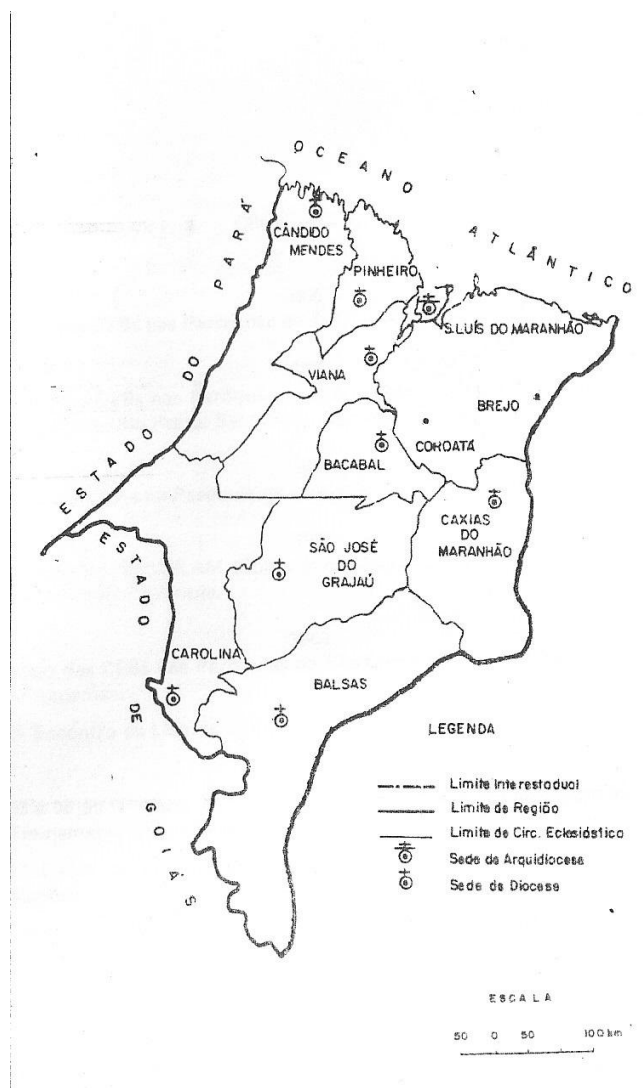 OCEANO ATLÂNTICO
ESTADO DO PARÁ
CÂNDIDO
MENDES
PINHEIRO
S.LUÍS DO MARANHÃO
VIANA
BREJO
COROATÁ
BACABAL
CAXIAS
DO
MARANHÃO
ESTADO DE GOIÁS
SÃO JOSÉ
DO
GRAJAÚ
CAROLINA
BALSAS
LEGENDA
Limite Interestadual
Limite de Região
Limite de Circ. Eclesiástico
Sede de Arquidiocese
Sede de Diocese
ESCALA
50 0 50 100 km